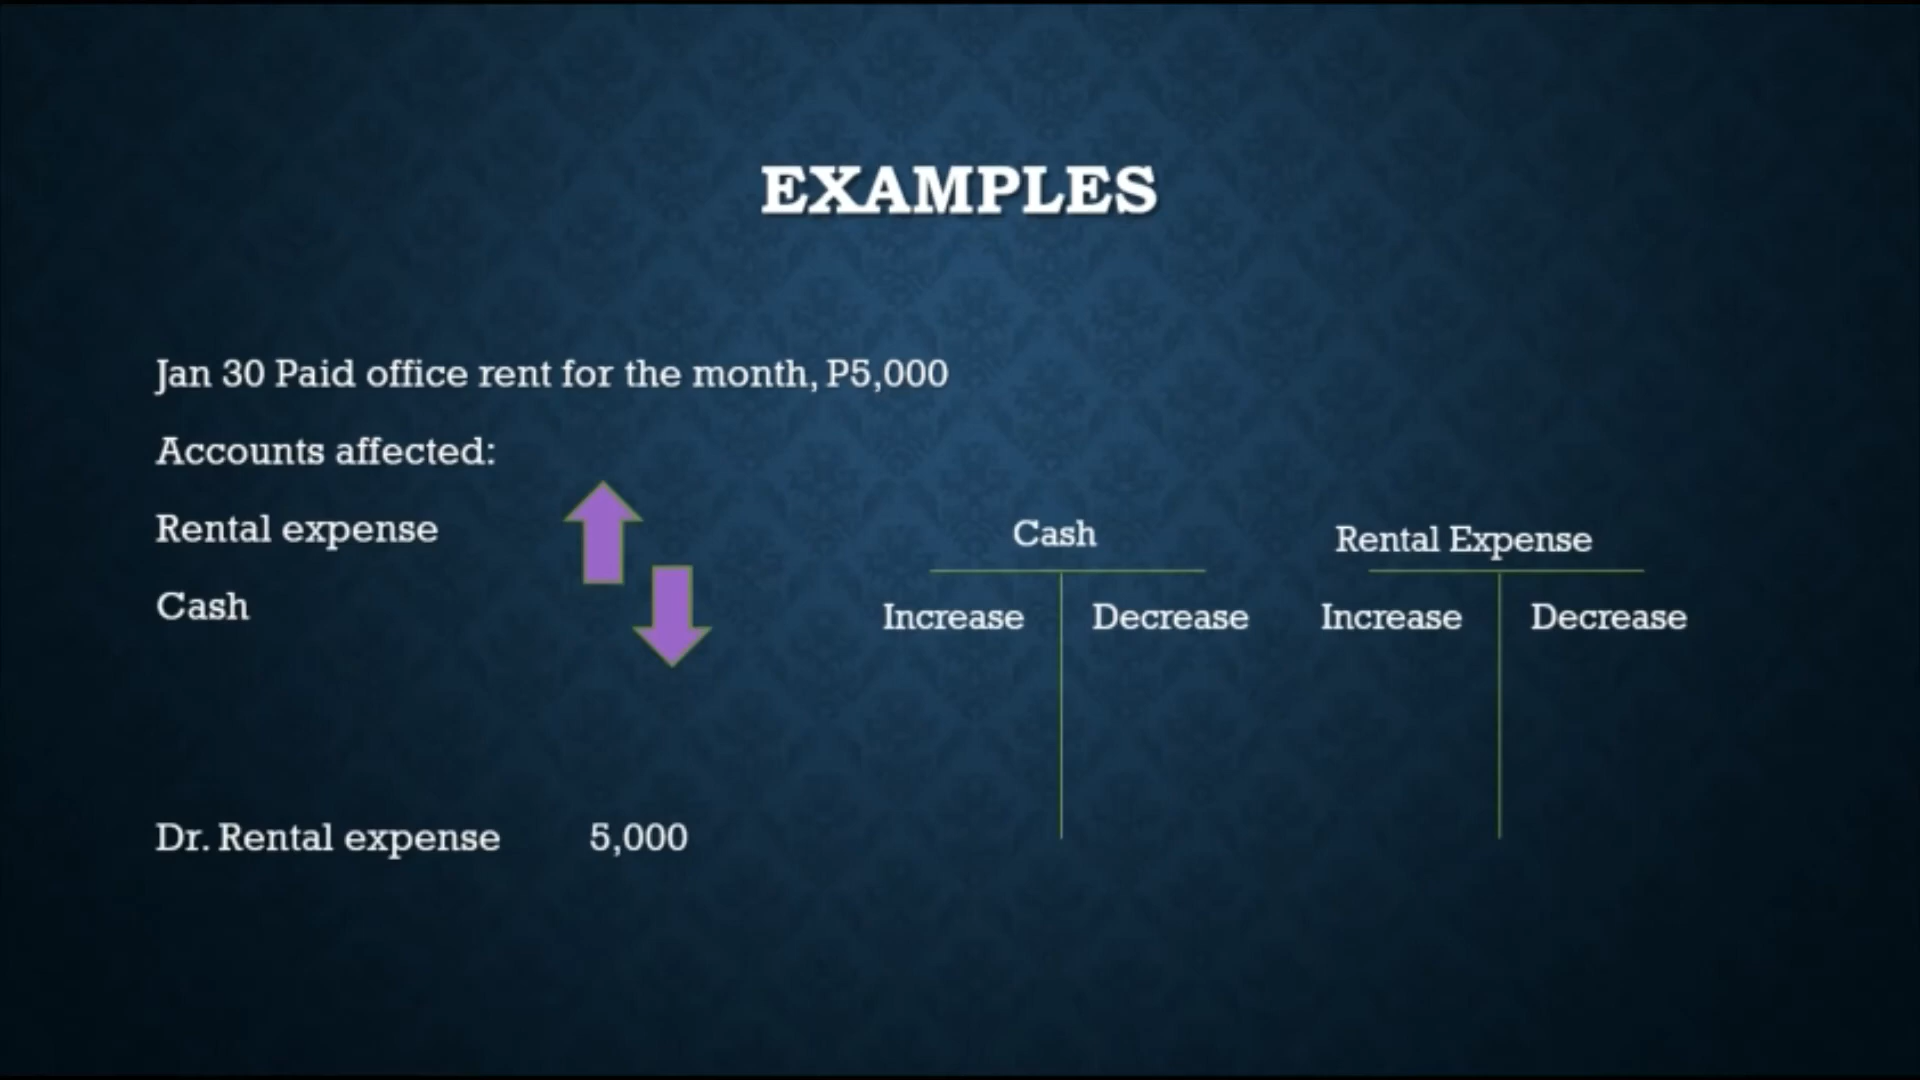 EXAMPLES
Jan 30 Paid office rent for the month, P5,000
Accounts affected:
Rental expense
Cash
Cash
Rental Expense
Increase
Decrease
Increase
Decrease
Dr. Rental expense 5,000